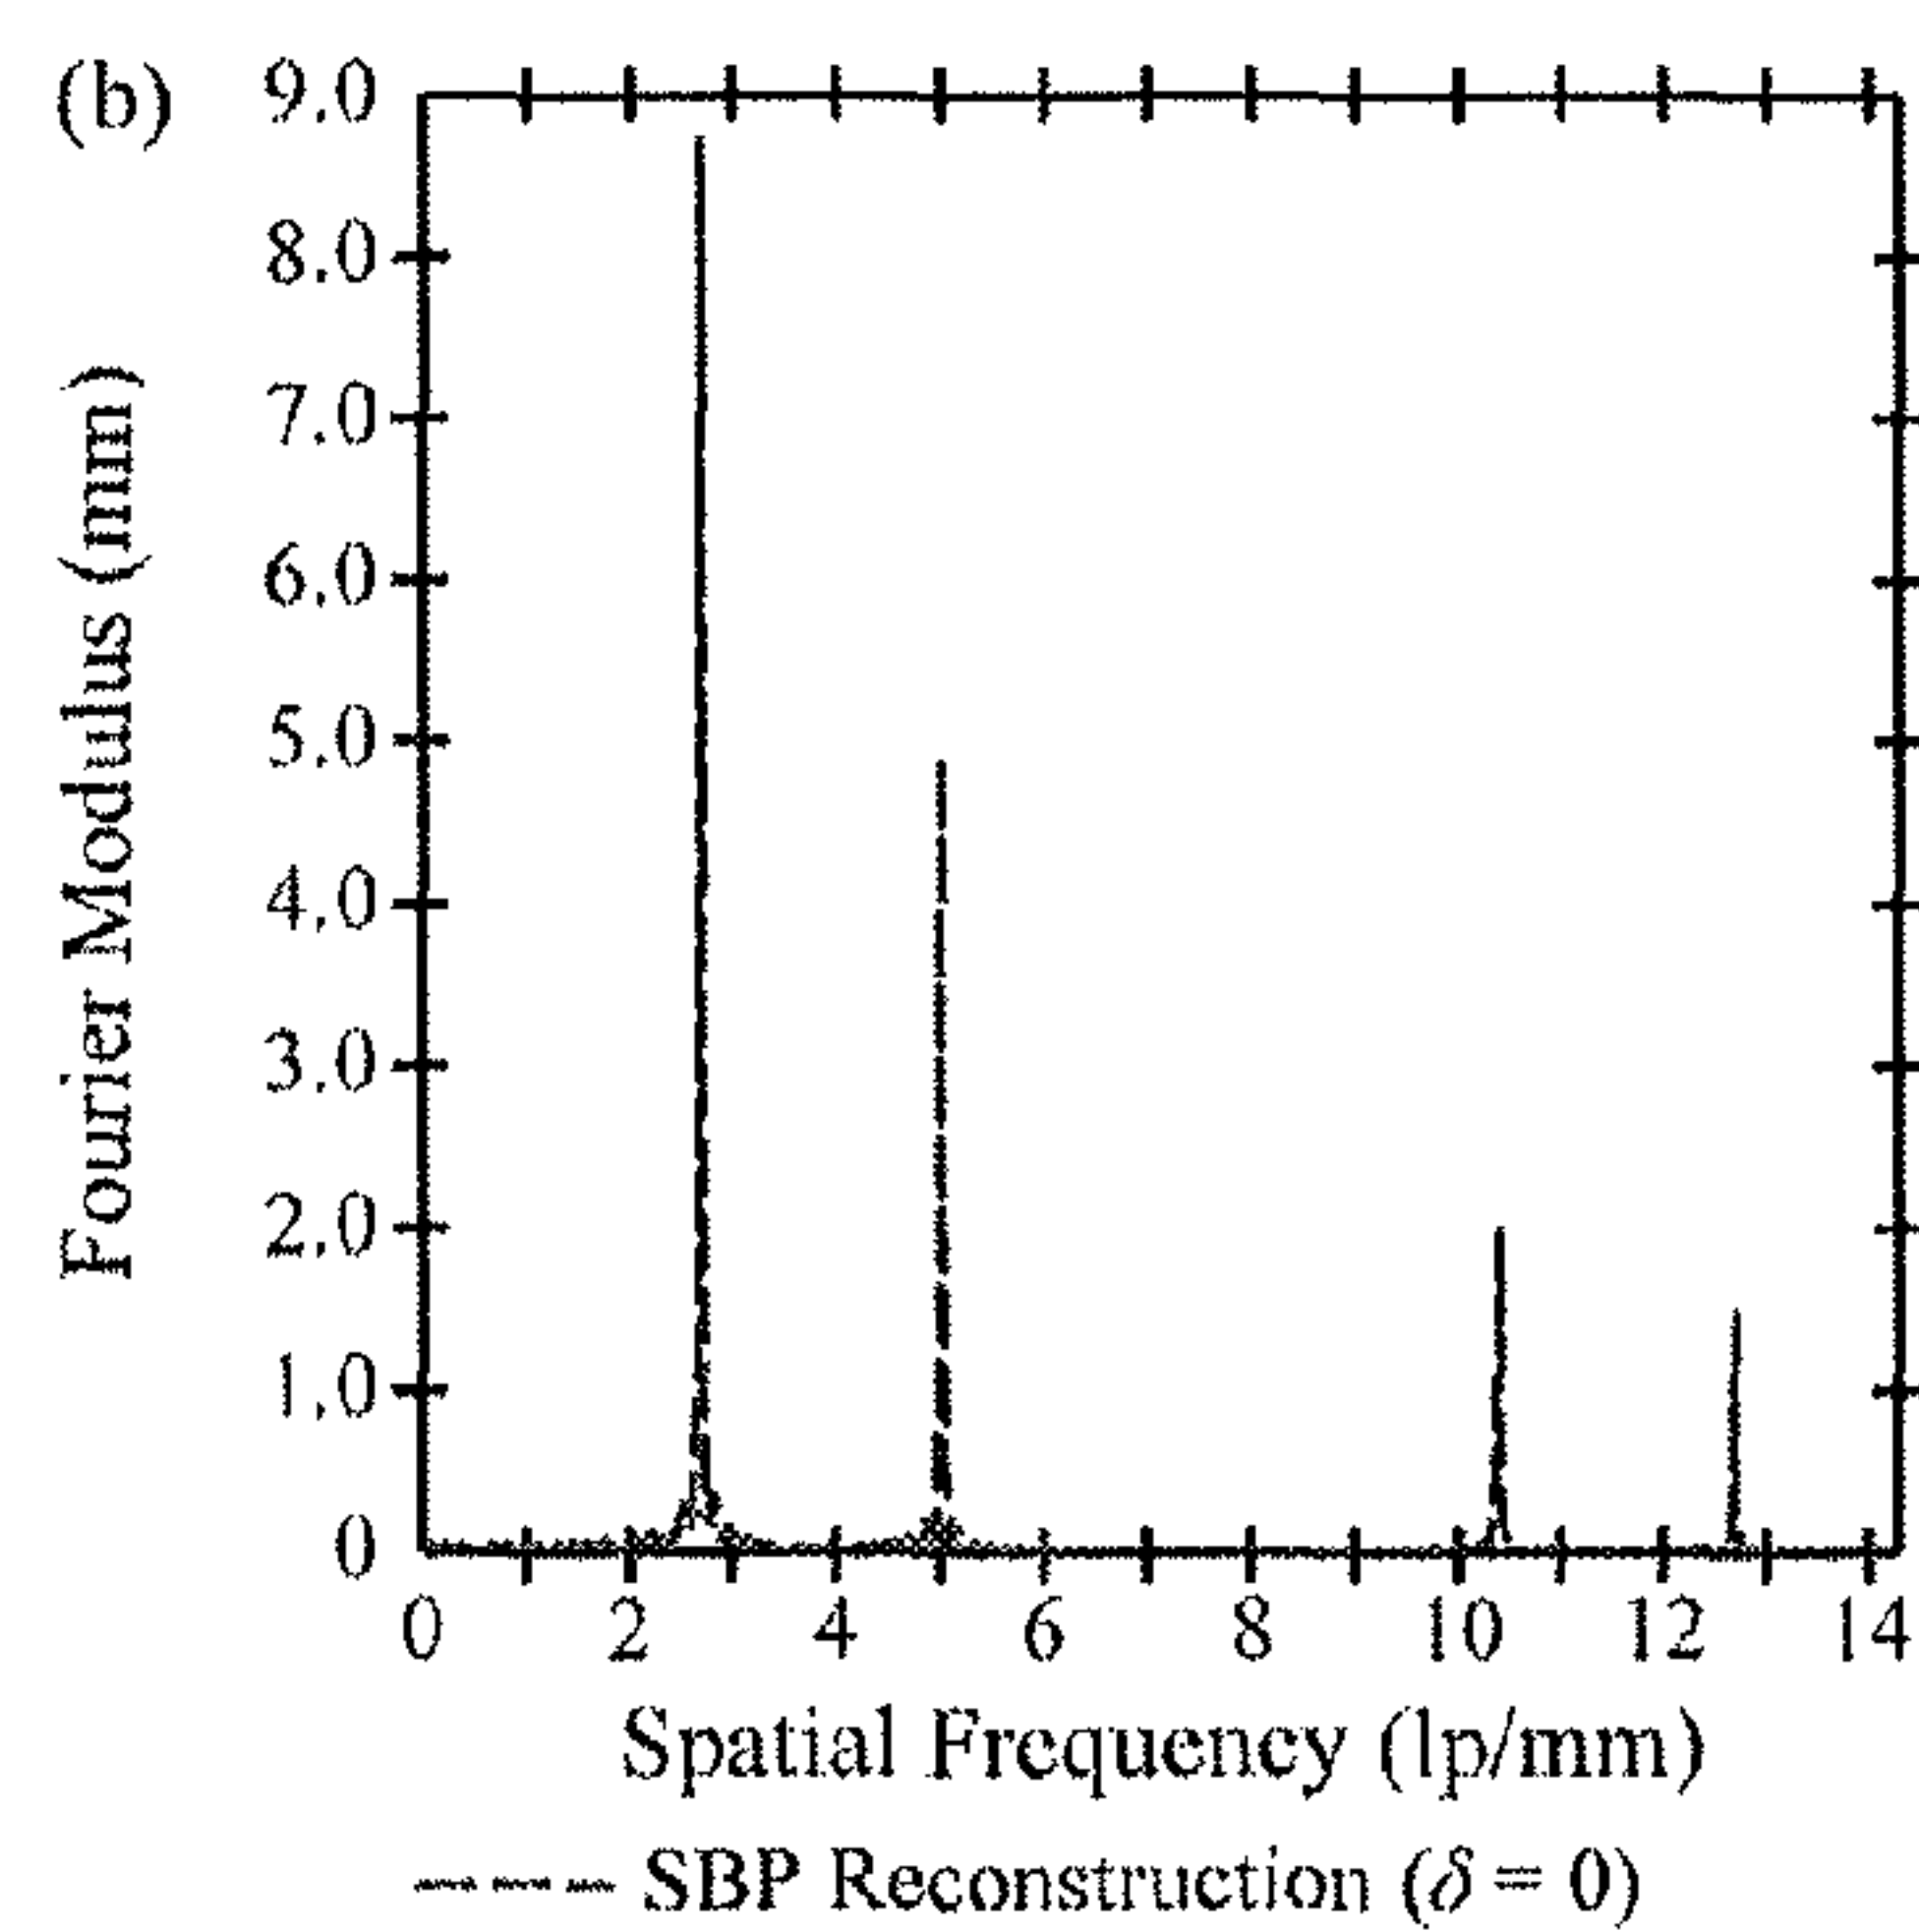 (b)
Fourier Modulus (mm)
9.0
8.0
7.0
6.0
5.0
4.0
3.0
2.0
1.0
0
0 2 4 6 8 10 12 14
Spatial Frequency (lp/mm)
SBP Reconstruction (δ = 0)